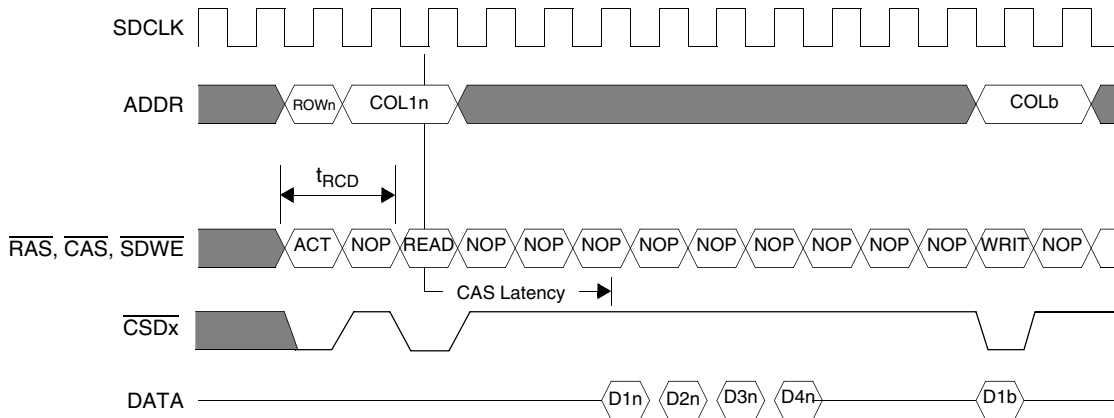 SDCLK
ADDR
ROWn COL1n COLb
tRCD
RAS, CAS, SDWE
ACT NOP READ NOP NOP NOP NOP NOP NOP NOP NOP NOP WRIT NOP
CAS Latency
CSDx
DATA
D1n D2n D3n D4n D1b